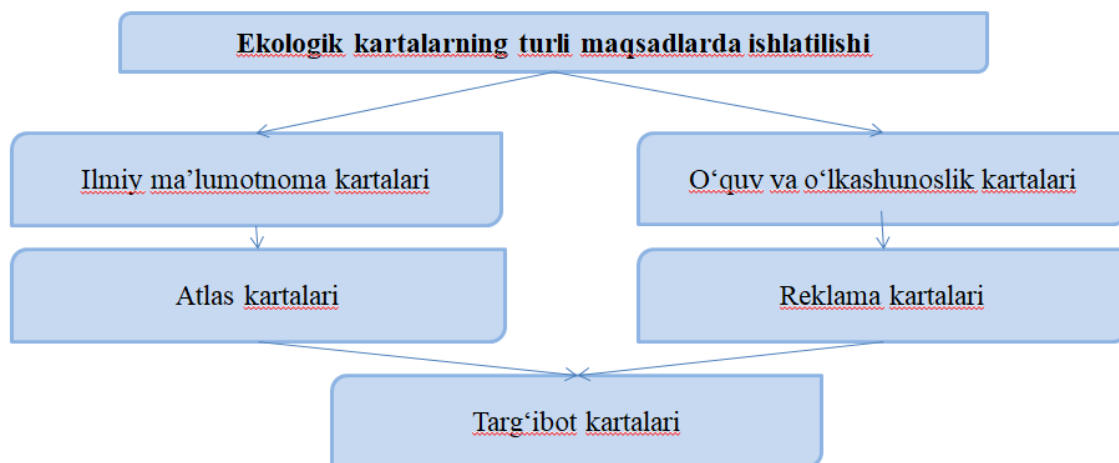 Ekologik kartalarning turli maqsadlarda ishlatilishi
Ilmiy ma’lumotnoma kartalari
O‘quv va o‘lkashunoslik kartalari
Atlas kartalari
Reklama kartalari
Targ‘ibot kartalari